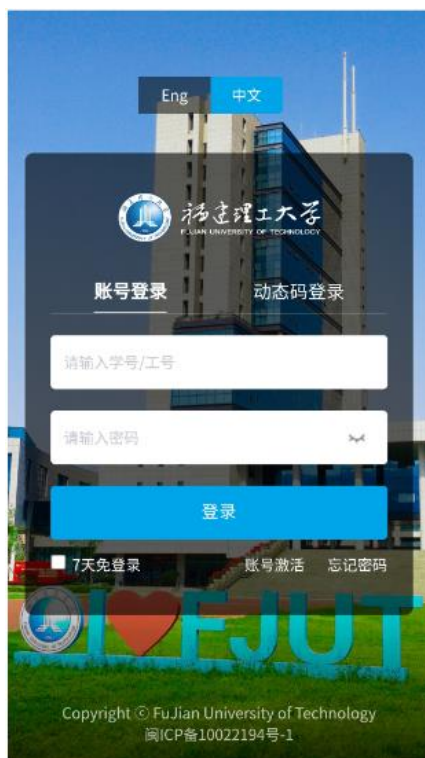 Eng 中文
福建理工大学
FUJIAN UNIVERSITY OF TECHNOLOGY
账号登录 动态码登录
请输入学号/工号
请输入密码
登录
7天免登录 账号激活 忘记密码
I FJUT
Copyright © FuJian University of Technology
闽ICP备10022194号-1